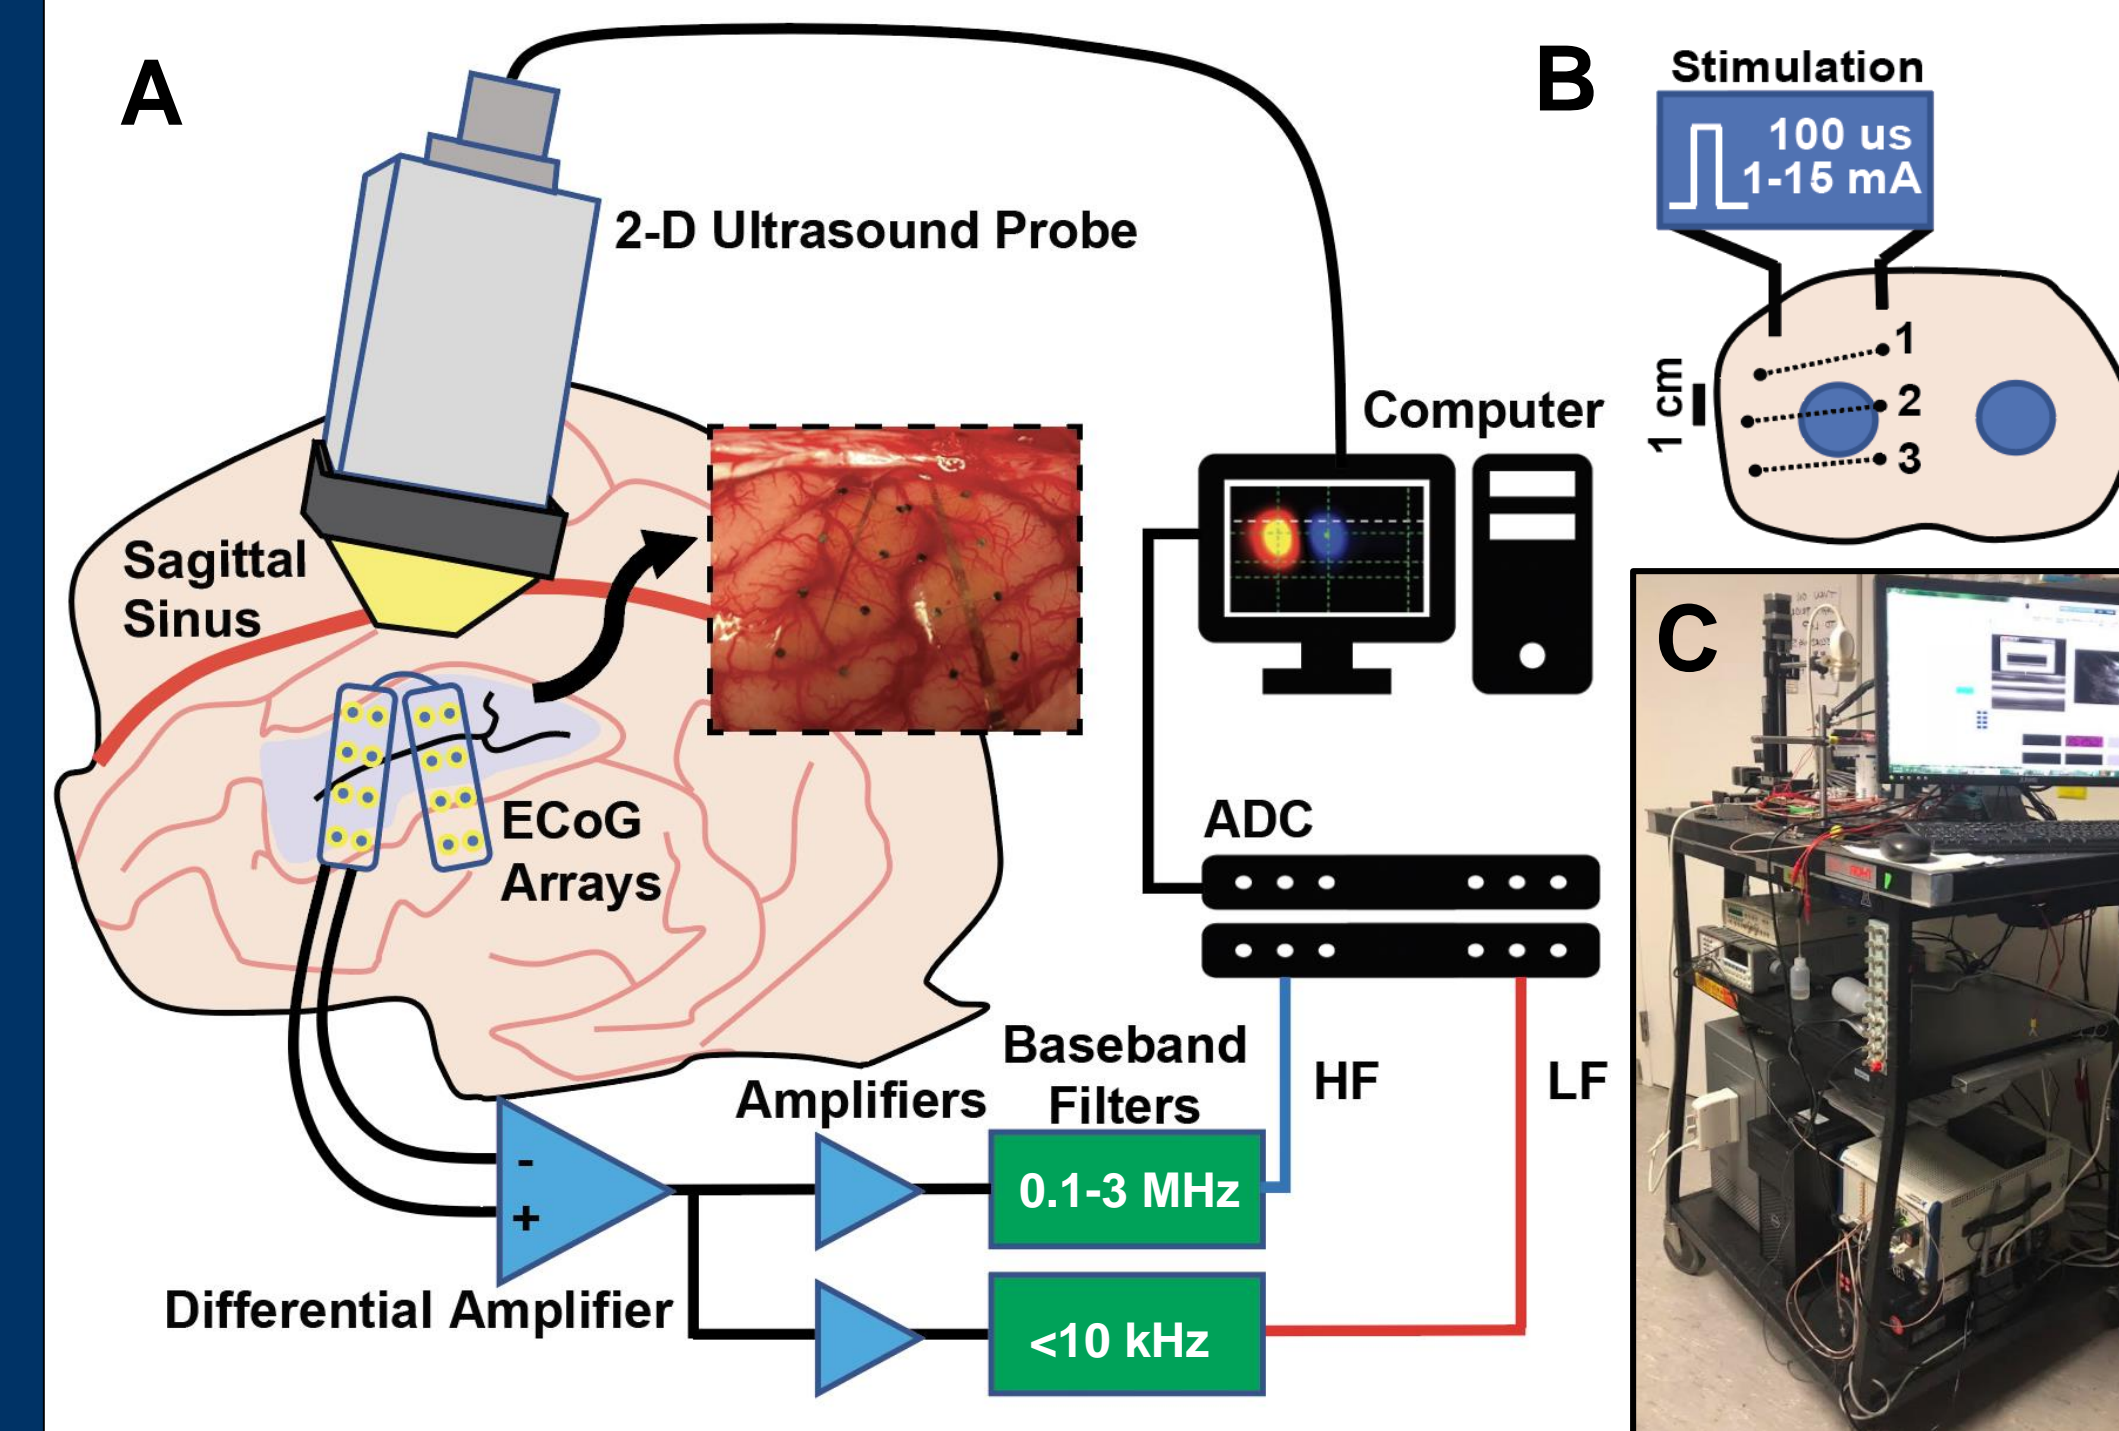 A
2-D Ultrasound Probe
Sagittal
Sinus
ECoG
Arrays
Computer
ADC
Baseband
Filters
Amplifiers
HF
LF
-
+
0.1-3 MHz
<10 kHz
Differential Amplifier
B
Stimulation
100 us
1-15 mA
1 cm
1
2
3
C